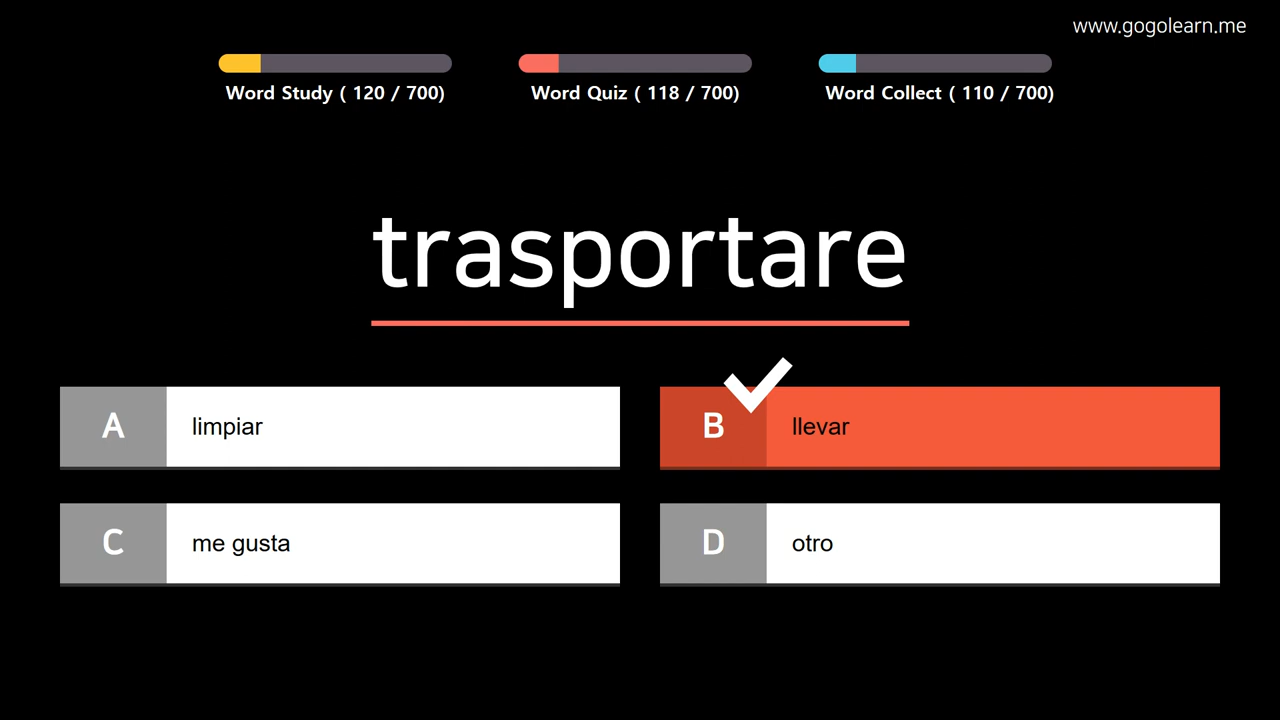 www.gogolearn.me
Word Study ( 120 / 700)
Word Quiz ( 118 / 700)
Word Collect ( 110 / 700)
trasportare
A limpiar
B llevar
C me gusta
D otro